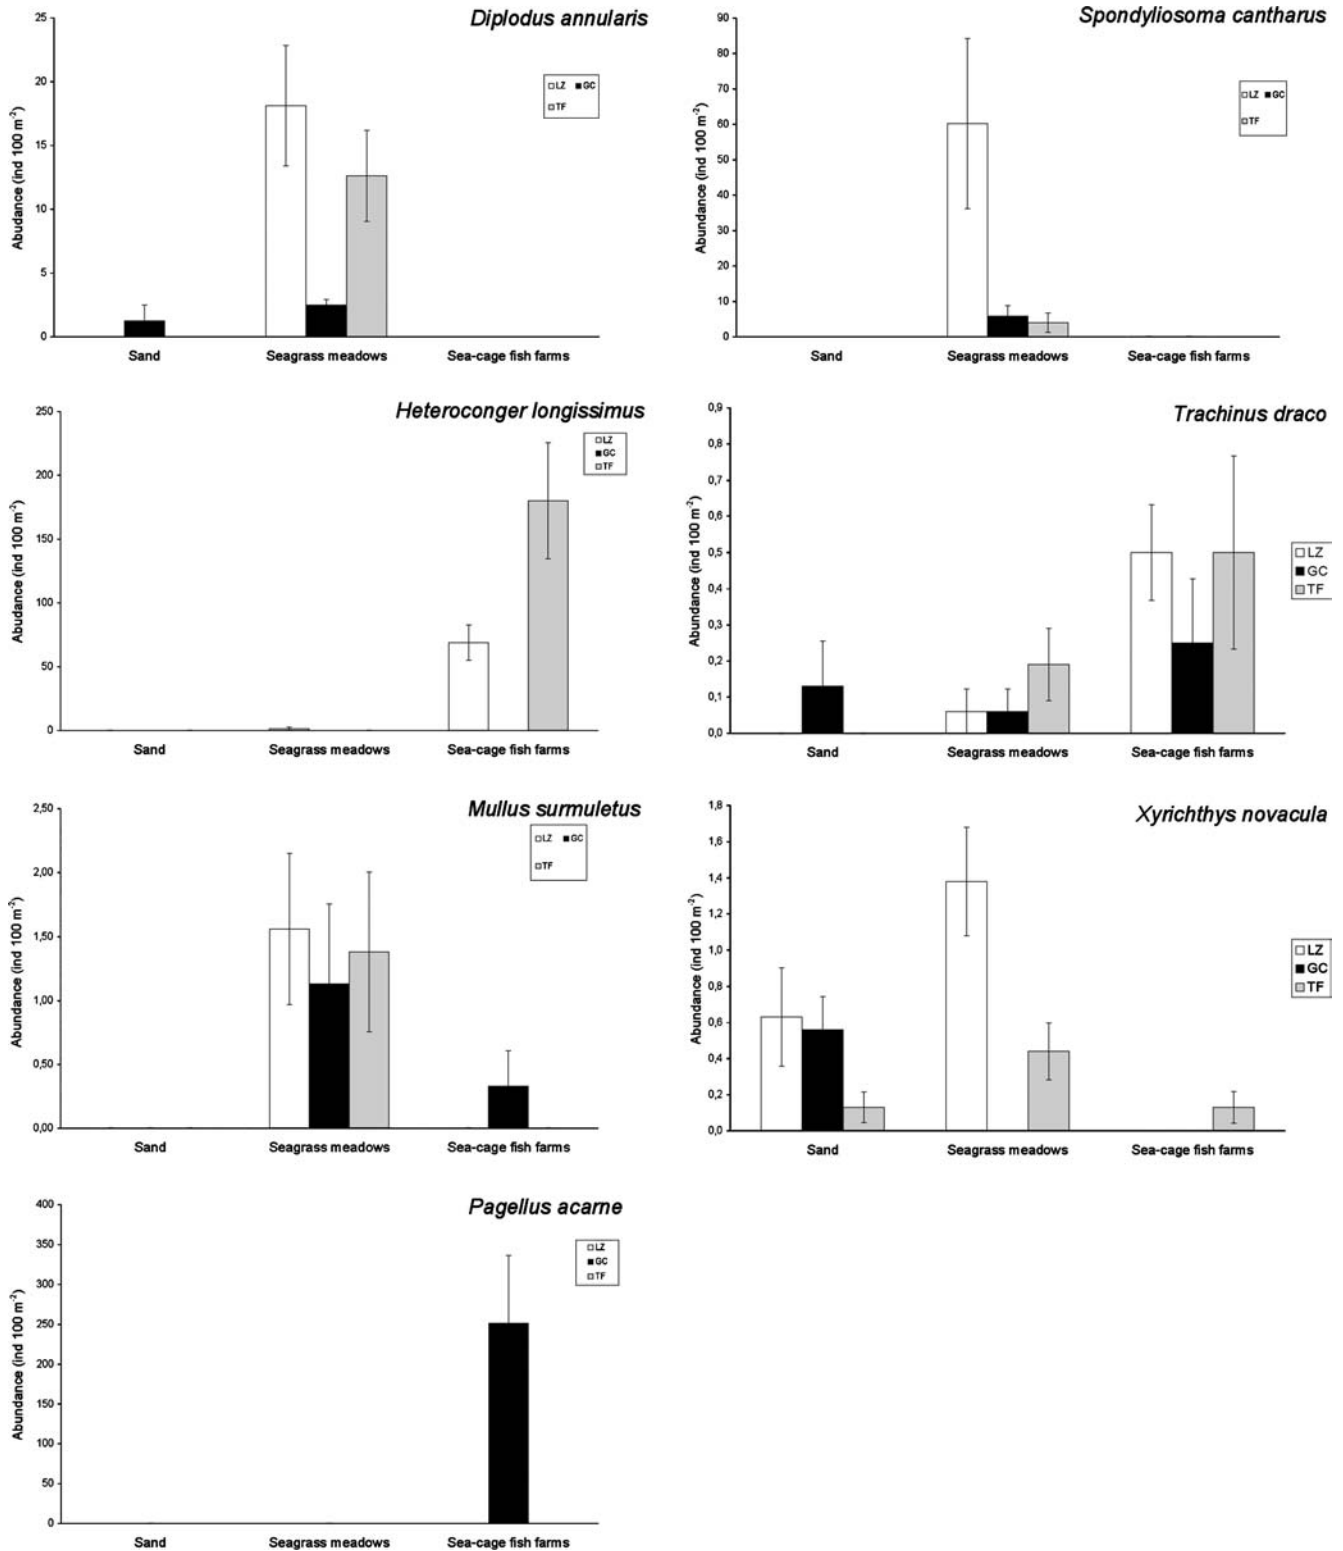 Diplodus annularis
LZ GC
TF
Abudance (ind 100 m-2)
25
20
15
10
5
0
Sand Seagrass meadows Sea-cage fish farms
Spondyliosoma cantharus
LZ GC
TF
Abundance (ind 100 m-2)
90
80
70
60
50
40
30
20
10
0
Sand Seagrass meadows Sea-cage fish farms
Heteroconger longissimus
LZ
GC
TF
Abudance (ind 100 m-2)
250
200
150
100
50
0
Sand Seagrass meadows Sea-cage fish farms
Trachinus draco
LZ
GC
TF
Abundance (ind 100 m-2)
0,9
0,8
0,7
0,6
0,5
0,4
0,3
0,2
0,1
0,0
Sand Seagrass meadows Sea-cage fish farms
Mullus surmuletus
LZ GC
TF
Abundance (ind 100 m-2)
2,50
2,00
1,50
1,00
0,50
0,00
Sand Seagrass meadows Sea-cage fish farms
Xyrichthys novacula
LZ
GC
TF
Abundance (ind 100 m-2)
1,8
1,6
1,4
1,2
1,0
0,8
0,6
0,4
0,2
0,0
Sand Seagrass meadows Sea-cage fish farms
Pagellus acarne
LZ
GC
TF
Abundance (ind 100 m-2)
400
350
300
250
200
150
100
50
0
Sand Seagrass meadows Sea-cage fish farms